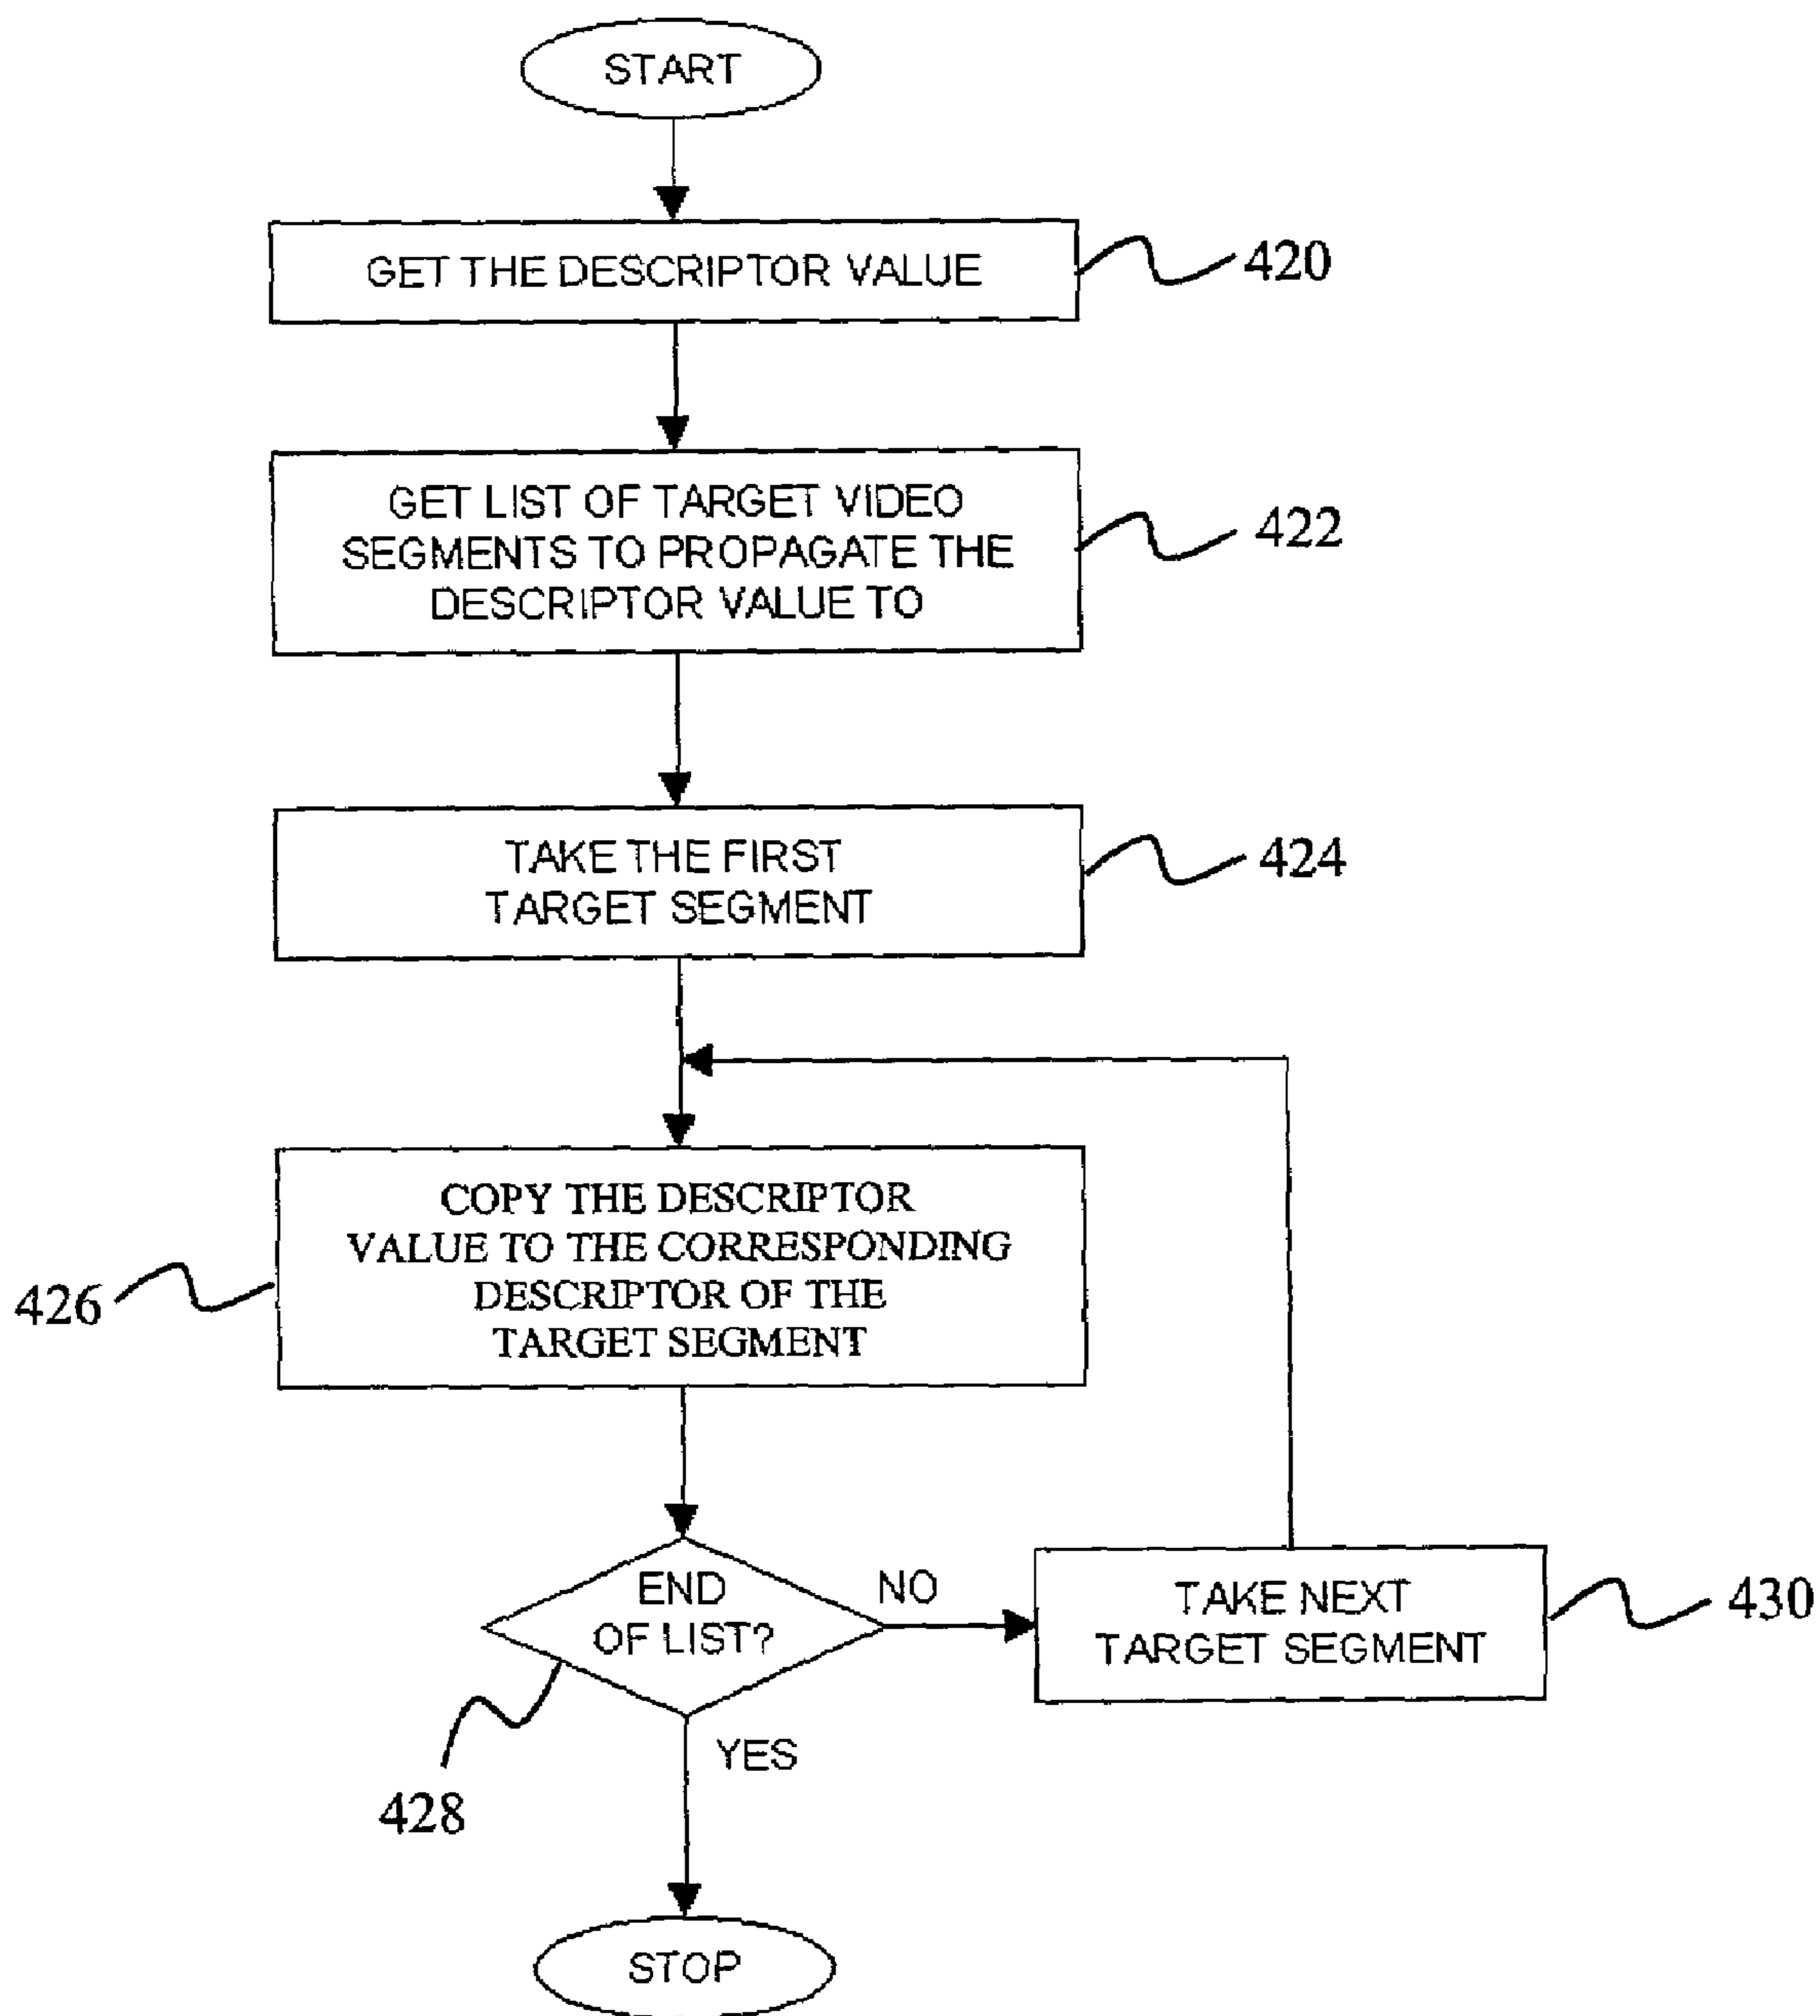 START
GET THE DESCRIPTOR VALUE
420
GET LIST OF TARGET VIDEO
SEGMENTS TO PROPAGATE THE
DESCRIPTOR VALUE TO
422
TAKE THE FIRST
TARGET SEGMENT
424
COPY THE DESCRIPTOR
VALUE TO THE CORRESPONDING
DESCRIPTOR OF THE
TARGET SEGMENT
426
END
OF LIST?
NO
TAKE NEXT
TARGET SEGMENT
430
YES
428
STOP